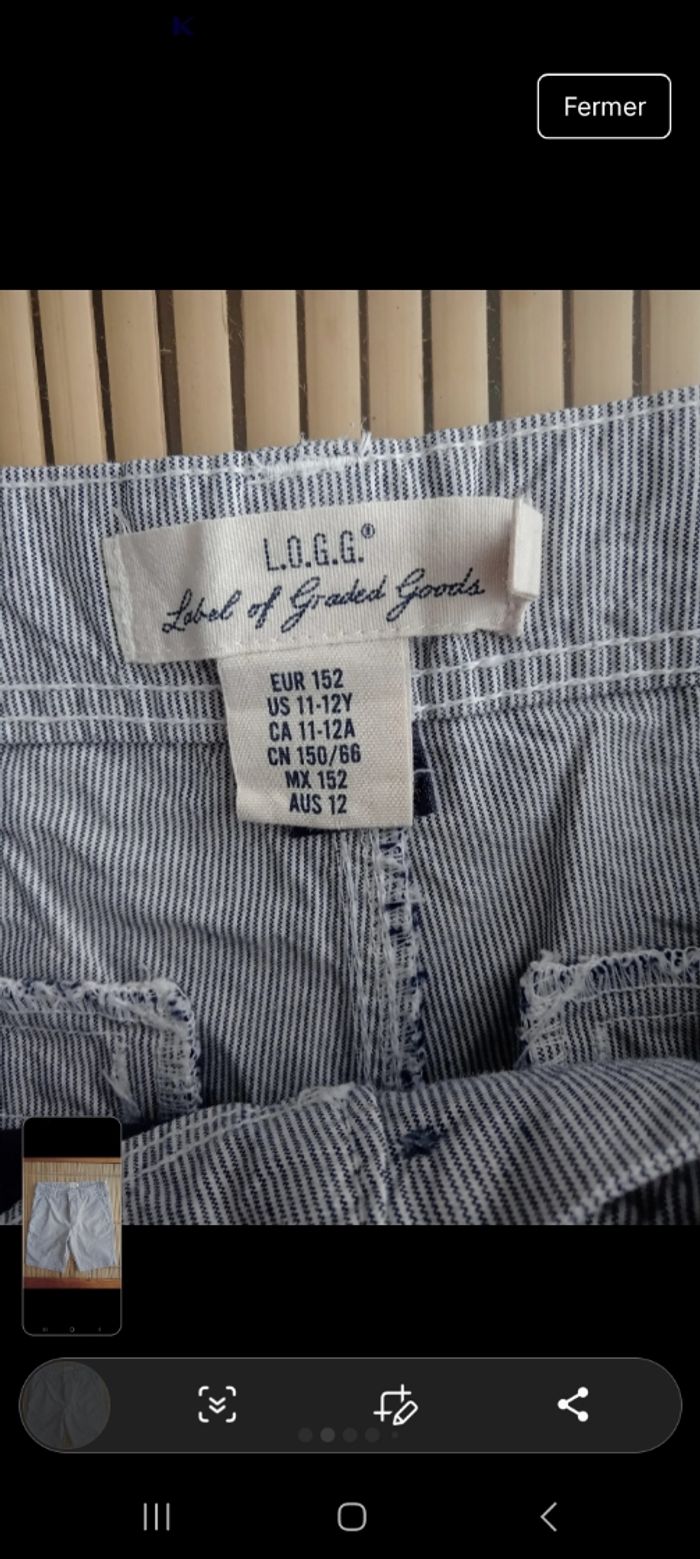 Fermer
L.O.G.G.®
Label of Graded Goods
EUR 152
US 11-12Y
CA 11-12A
CN 150/66
MX 152
AUS 12